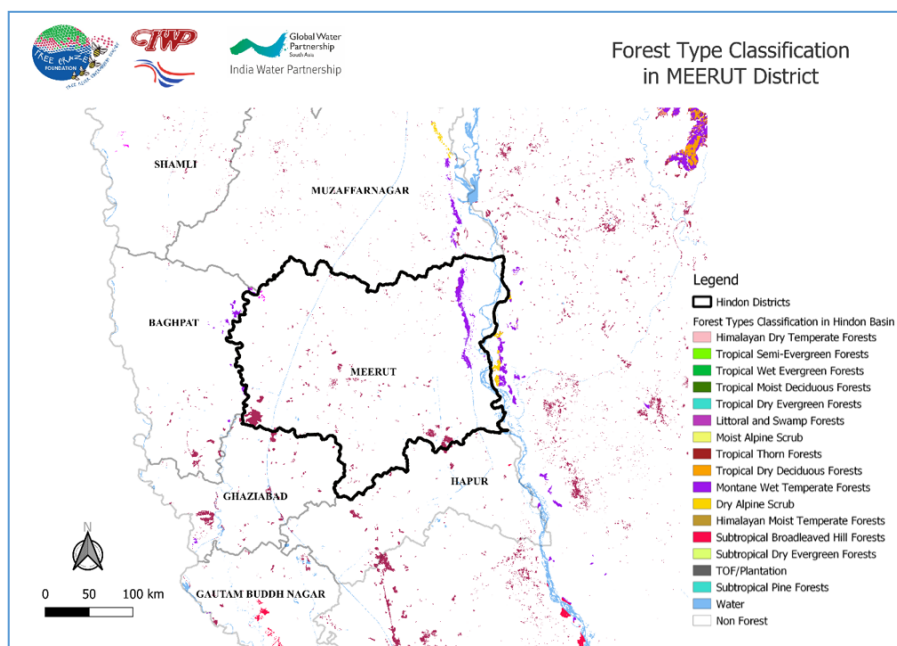 TREE CRAZE
FOUNDATION
IWP
Global Water
Partnership
South Asia
India Water Partnership
Forest Type Classification
in MEERUT District
SHAMLI
MUZAFFARNAGAR
BAGHPAT
MEERUT
GHAZIABAD
HAPUR
GAUTAM BUDDH NAGAR
N
0 50 100 km
Legend
Hindon Districts
Forest Types Classification in Hindon Basin
Himalayan Dry Temperate Forests
Tropical Semi-Evergreen Forests
Tropical Wet Evergreen Forests
Tropical Moist Deciduous Forests
Tropical Dry Evergreen Forests
Littoral and Swamp Forests
Moist Alpine Scrub
Tropical Thorn Forests
Tropical Dry Deciduous Forests
Montane Wet Temperate Forests
Dry Alpine Scrub
Himalayan Moist Temperate Forests
Subtropical Broadleaved Hill Forests
Subtropical Dry Evergreen Forests
TOF/Plantation
Subtropical Pine Forests
Water
Non Forest